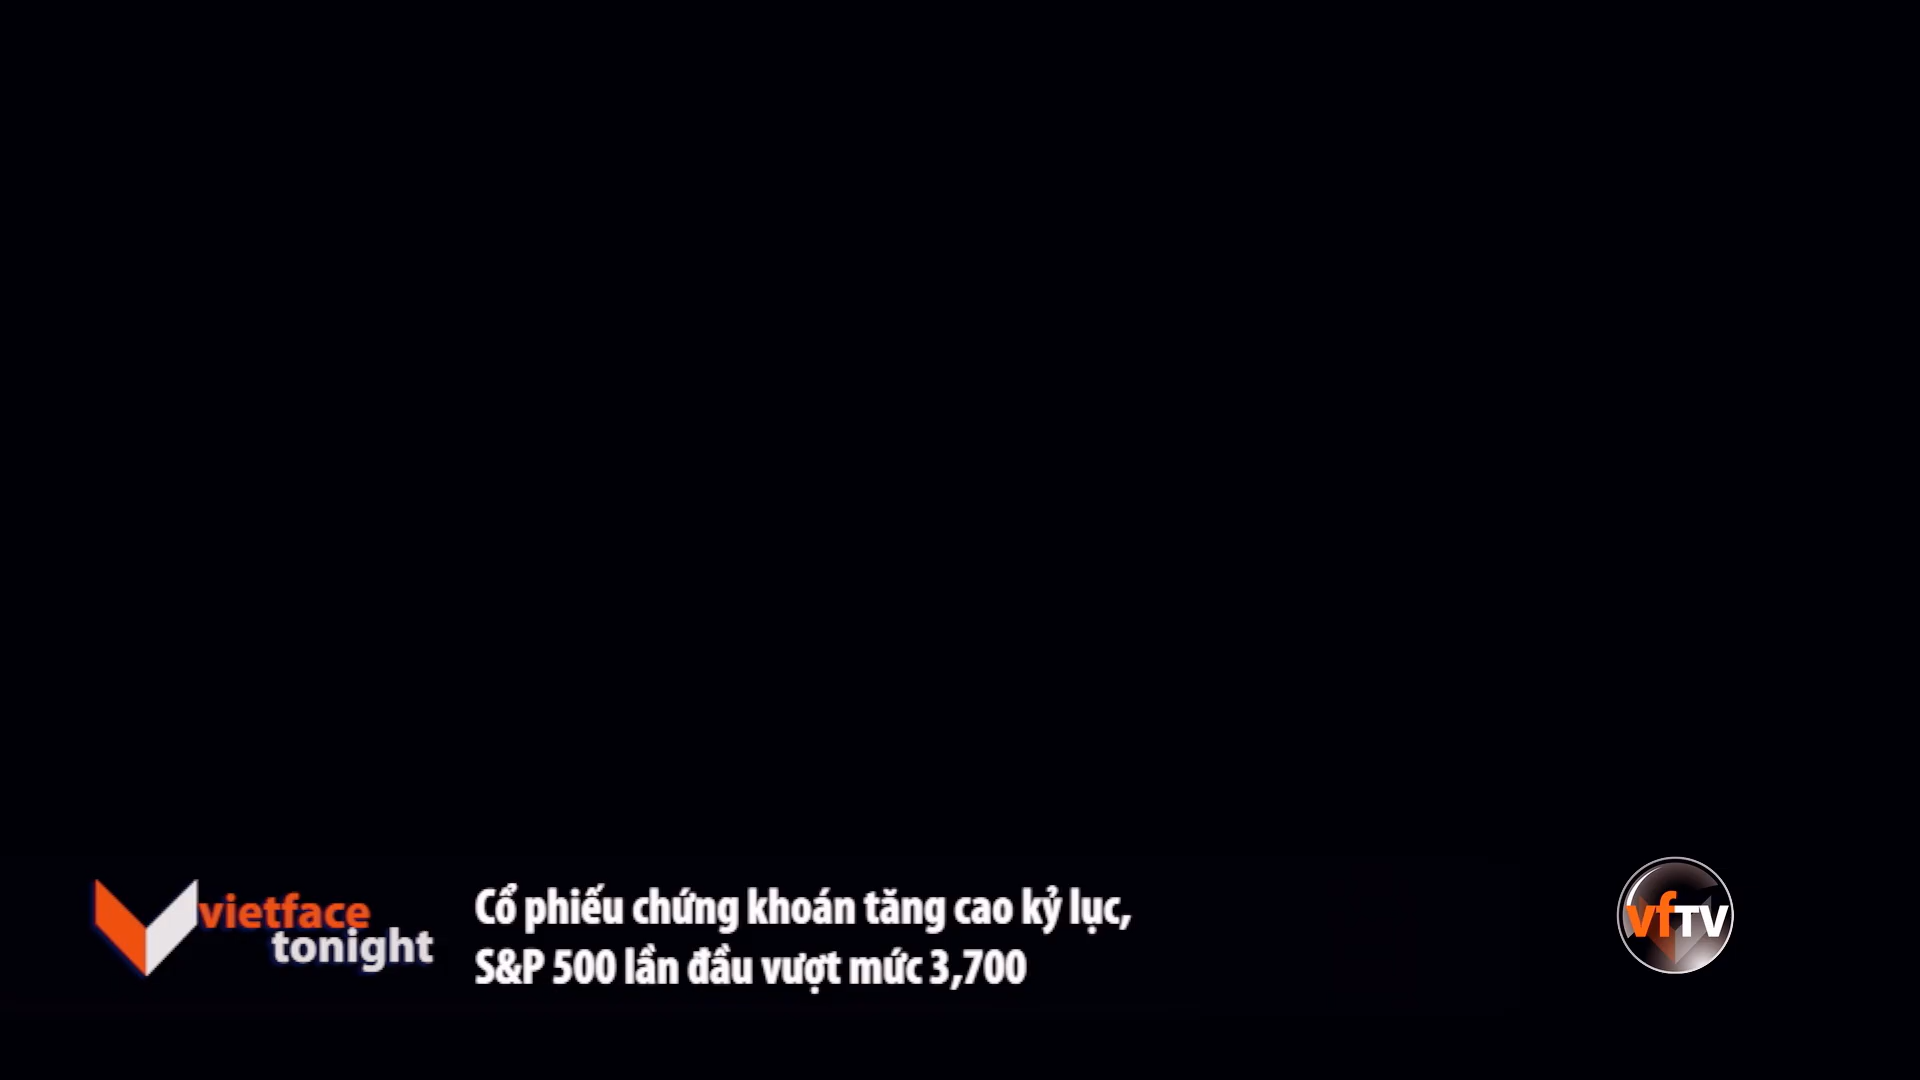 vietface
tonight
Cổ phiếu chứng khoán tăng cao kỷ lục,
S&P 500 lần đầu vượt mức 3,700
vfTV